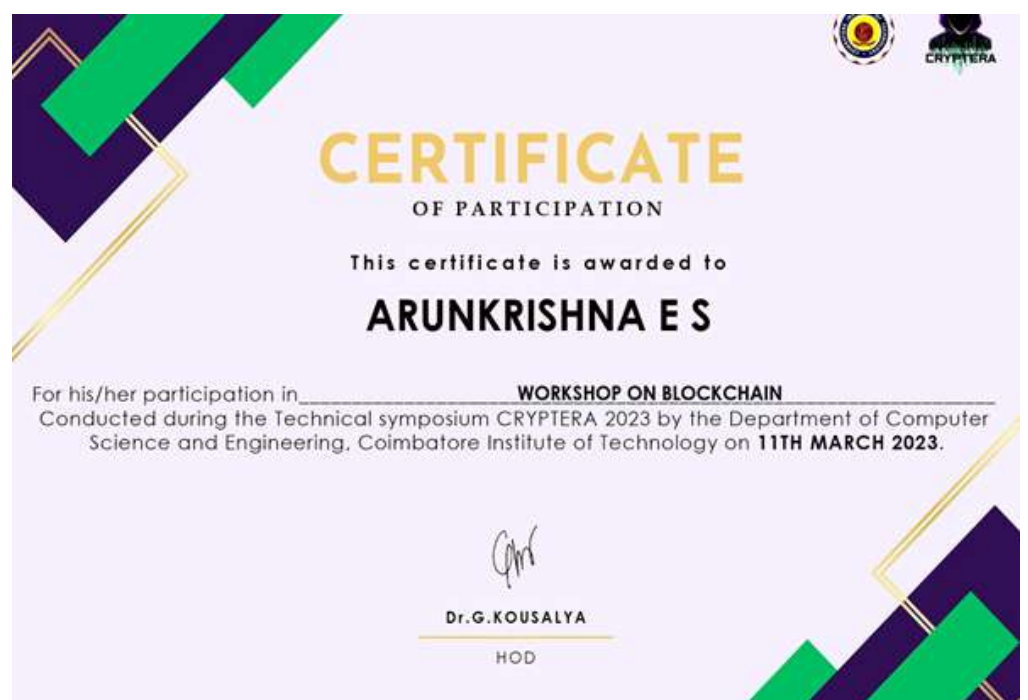 CRYPTERA
CERTIFICATE
OF PARTICIPATION
This certificate is awarded to
ARUNKRISHNA E S
For his/her participation in WORKSHOP ON BLOCKCHAIN
Conducted during the Technical symposium CRYPTERA 2023 by the Department of Computer
Science and Engineering, Coimbatore Institute of Technology on 11TH MARCH 2023.
Dr.G.KOUSALYA
HOD